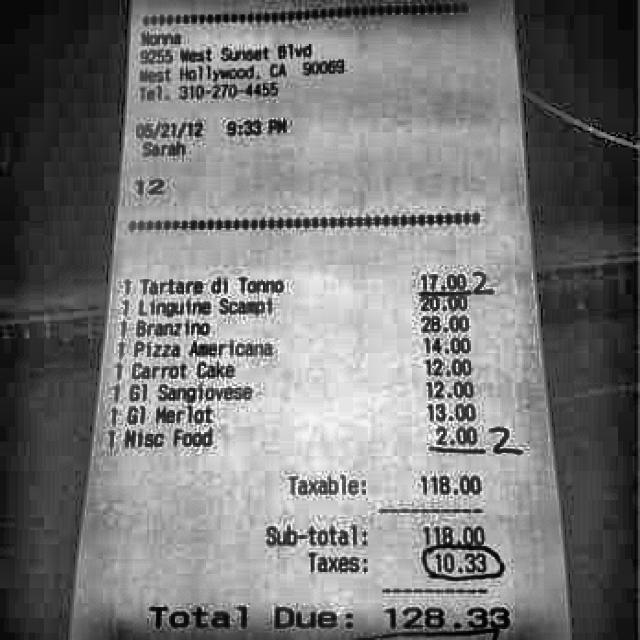 Nonna
9255 West Sunset Blvd
West Hollywood, CA 90069
Tel. 310-270-4455
05/21/12 9:33 PM
Sarah
12
1 Tartare di Tonno 17.00 2
1 Linguine Scampi 20.00
1 Branzino 28.00
1 Pizza Americana 14.00
1 Carrot Cake 12.00
1 Gl Sangiovese 12.00
1 Gl Merlot 13.00
1 Misc Food 2.00 2
Taxable: 118.00
Sub-total: 118.00
Taxes: 10.33
Total Due: 128.33